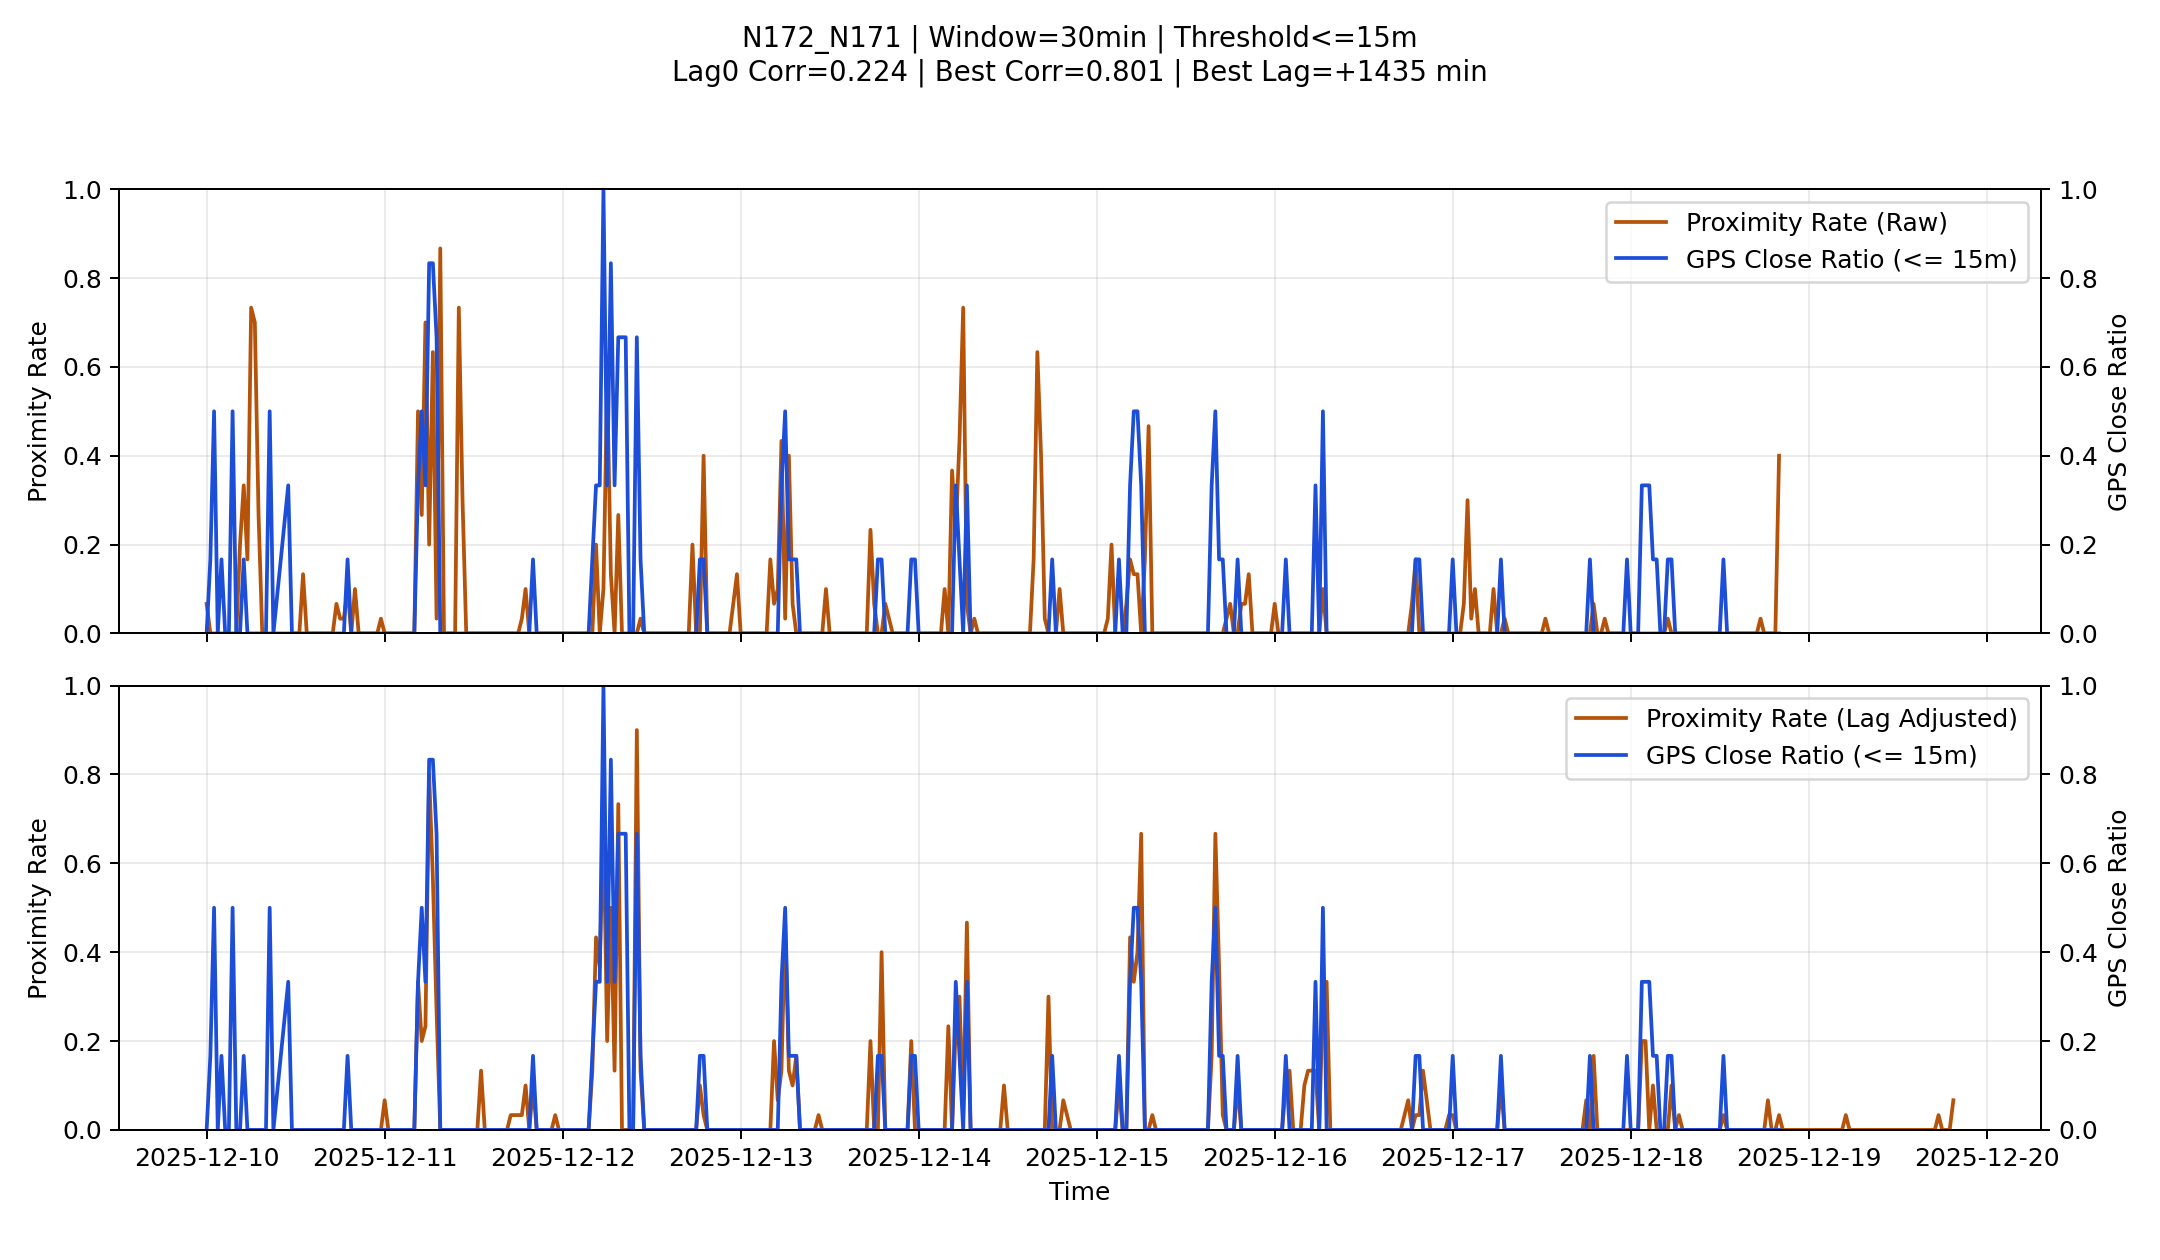 N172_N171 | Window=30min | Threshold<=15m
Lag0 Corr=0.224 | Best Corr=0.801 | Best Lag=+1435 min
1.0
0.8
0.6
0.4
0.2
0.0
Proximity Rate
Proximity Rate (Raw)
GPS Close Ratio (<= 15m)
1.0
0.8
0.6
0.4
0.2
0.0
GPS Close Ratio
1.0
0.8
0.6
0.4
0.2
0.0
Proximity Rate
Proximity Rate (Lag Adjusted)
GPS Close Ratio (<= 15m)
1.0
0.8
0.6
0.4
0.2
0.0
GPS Close Ratio
2025-12-10 2025-12-11 2025-12-12 2025-12-13 2025-12-14 2025-12-15 2025-12-16 2025-12-17 2025-12-18 2025-12-19 2025-12-20
Time